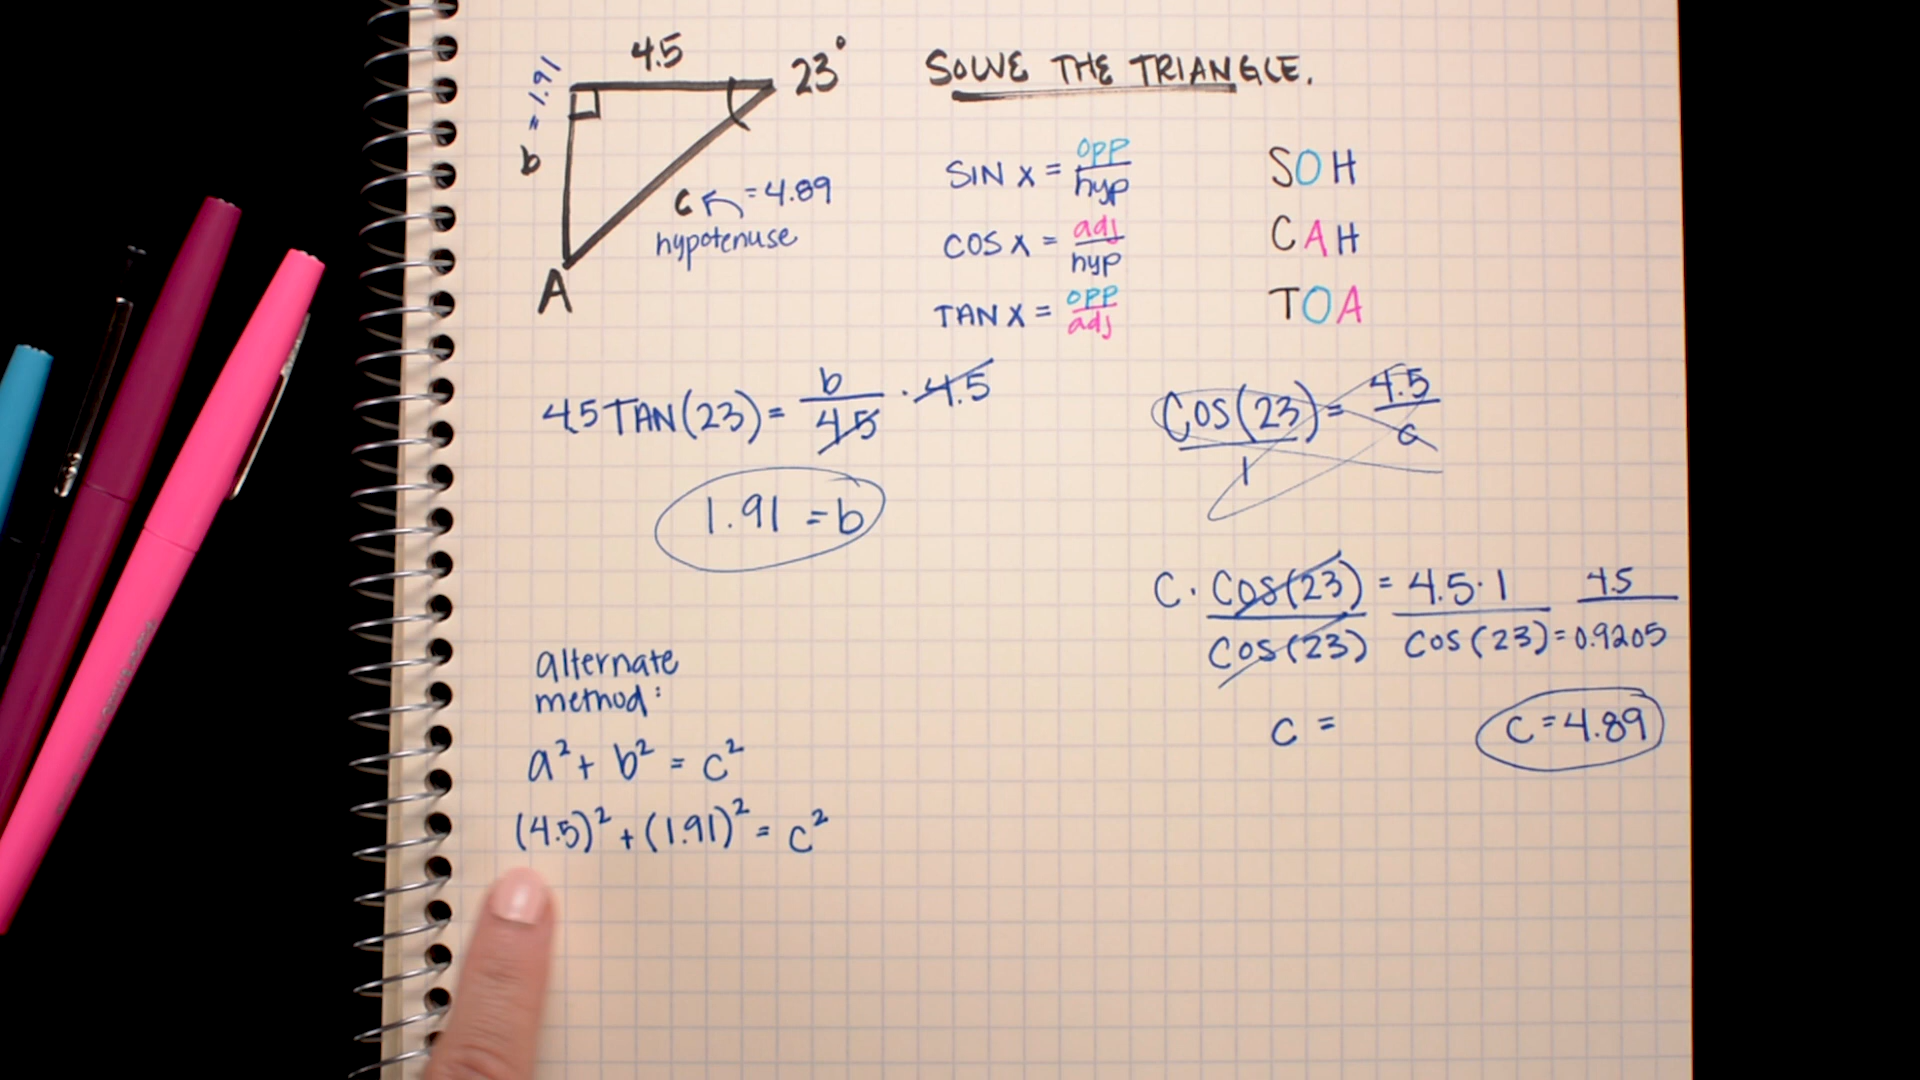 4.5
23°
SOLVE THE TRIANGLE.
b = 1.91
c = 4.89
hypotenuse
A
SIN x = opp/hyp
COS x = adj/hyp
TAN x = opp/adj
SOH
CAH
TOA
4.5 TAN(23) = b/4.5 · 4.5
1.91 = b
Cos(23)/1 = 4.5/c
C · Cos(23)/Cos(23) = 4.5·1/Cos(23) = 4.5/0.9205
C =
C = 4.89
alternate
method:
a² + b² = c²
(4.5)² + (1.91)² = c²